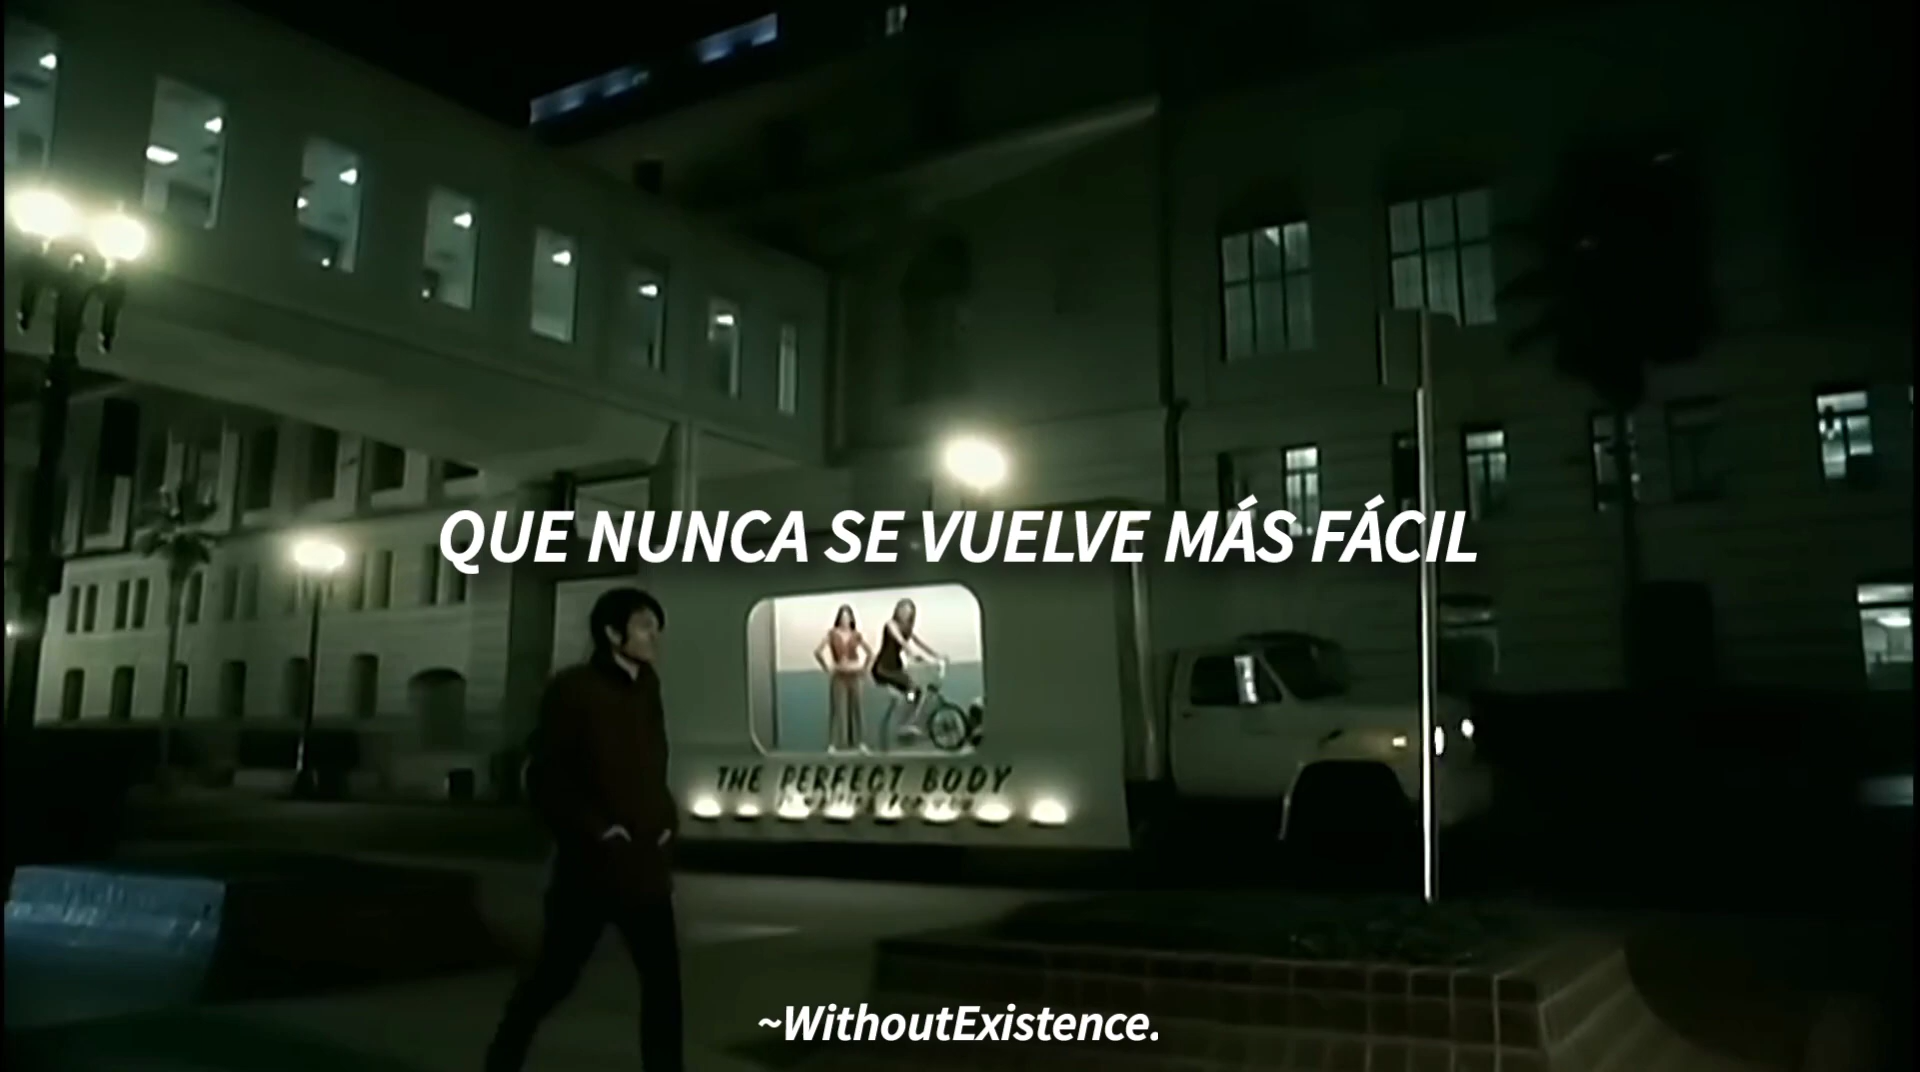 QUE NUNCA SE VUELVE MÁS FÁCIL
THE PERFECT BODY
~WithoutExistence.